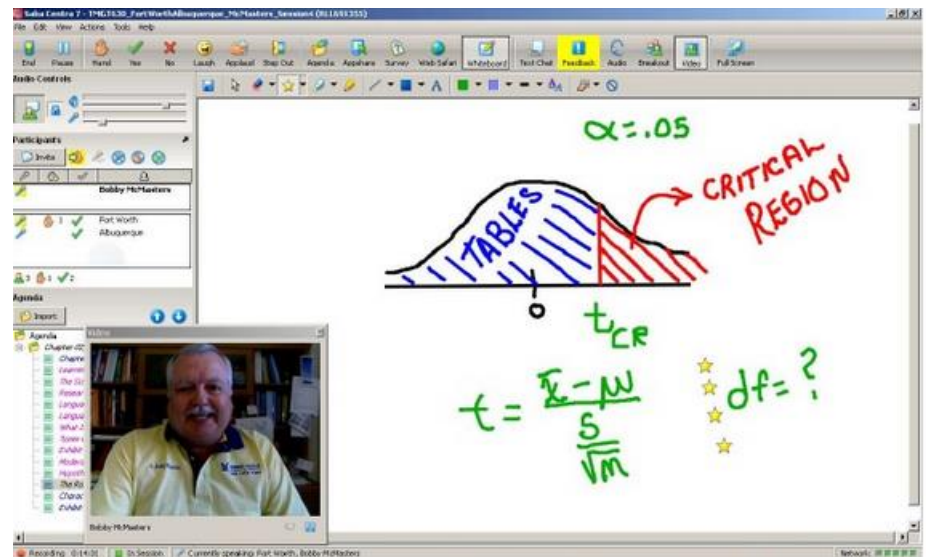 Saba Centra 7 - TMGT630_FortWorthAlbuquerque_McMasters_Session4
File Edit View Actions Tools Help
End Pause Hand Yes No Laugh Applaud Step Out Agenda Appshare Survey Web Safari Whiteboard Text Chat Feedback Audio Breakout Video Full Screen
Audio Controls
Participants
Invite
Bobby McMasters
1 Fort Worth
Albuquerque
Agenda
Import
Agenda
Video
Bobby McMasters
α=.05
CRITICAL
REGION
TABLES
0
tCR
t = x̄ - μ
S
√n
df = ?
Recording 0:14:01 In Session Currently speaking: Fort Worth, Bobby McMasters
Network: